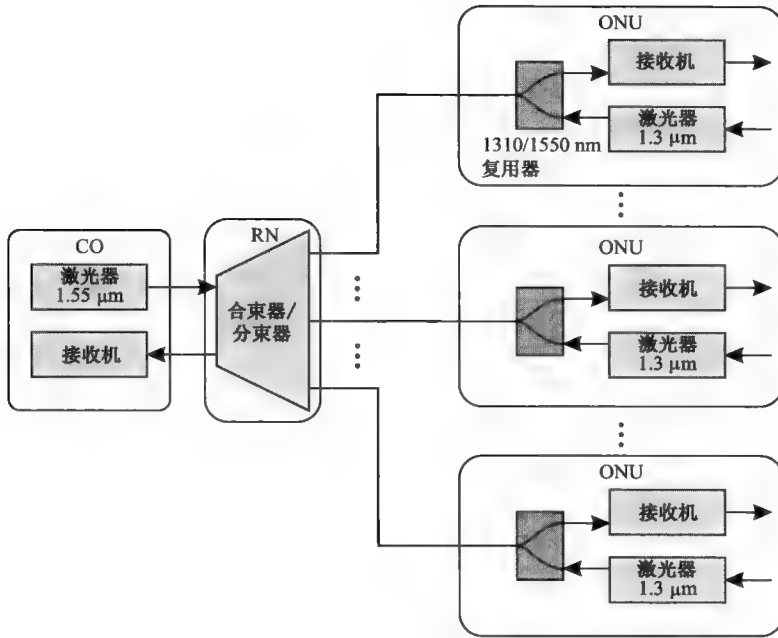 CO
激光器
1.55 μm
接收机
RN
合束器/
分束器
ONU
接收机
激光器
1.3 μm
1310/1550 nm
复用器
ONU
接收机
激光器
1.3 μm
ONU
接收机
激光器
1.3 μm